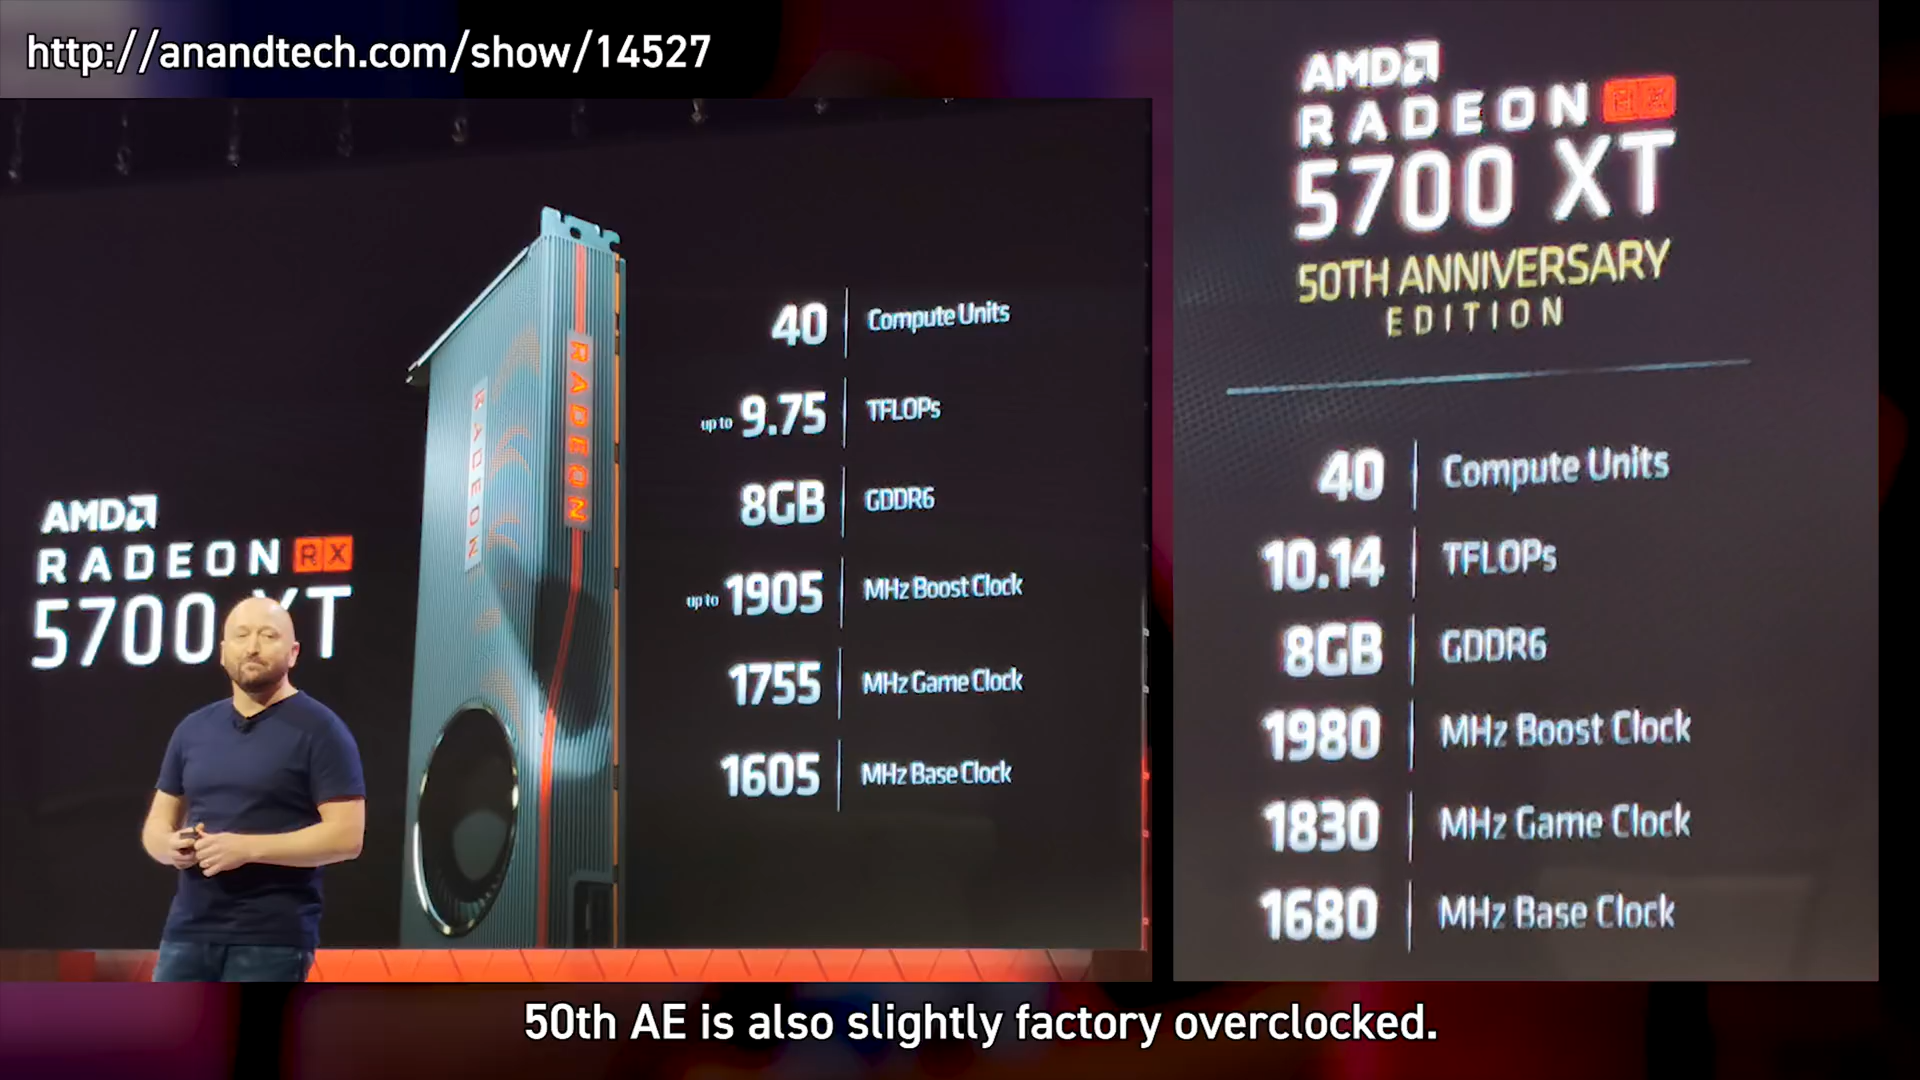 http://anandtech.com/show/14527
AMD
RADEON RX
5700 XT
RADEON
RADEON
40 Compute Units
up to 9.75 TFLOPs
8GB GDDR6
up to 1905 MHz Boost Clock
1755 MHz Game Clock
1605 MHz Base Clock
AMD
RADEON RX
5700 XT
50TH ANNIVERSARY
EDITION
40 Compute Units
10.14 TFLOPs
8GB GDDR6
1980 MHz Boost Clock
1830 MHz Game Clock
1680 MHz Base Clock
50th AE is also slightly factory overclocked.